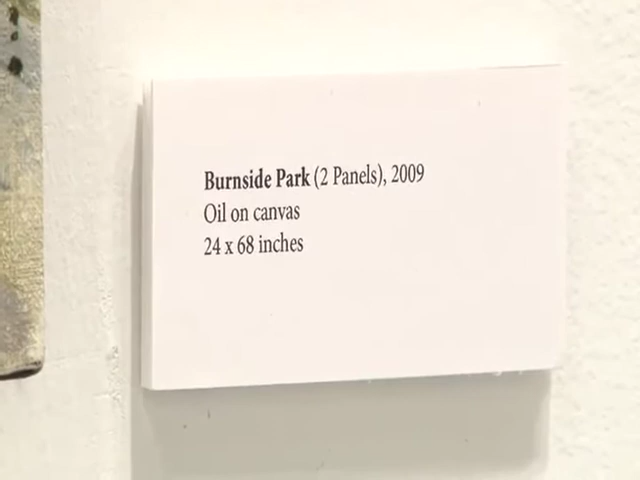 Burnside Park (2 Panels), 2009
Oil on canvas
24 x 68 inches